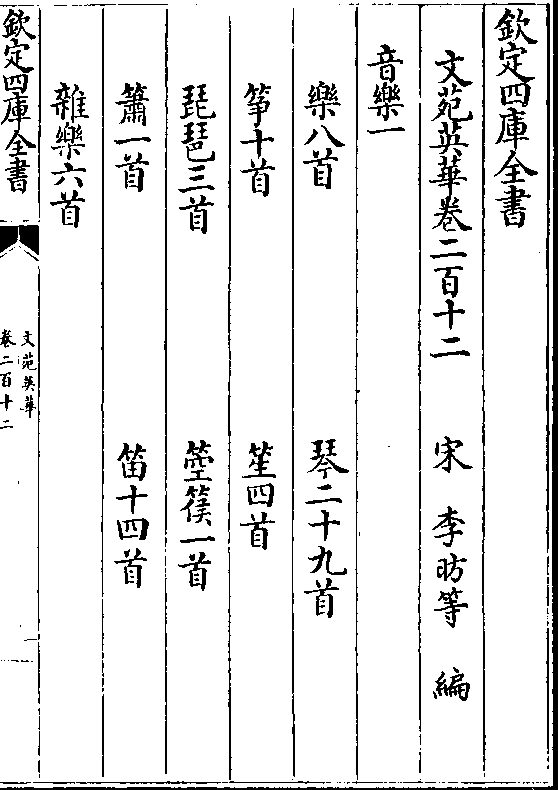 欽定四庫全書
文苑英華卷二百十二　宋　李昉等　編
音樂一
樂八首　琴二十九首
筝十首　笙四首
琵琶三首　箜篌一首
簫一首　笛十四首
雜樂六首
欽定四庫全書
文苑英華
卷二百十二